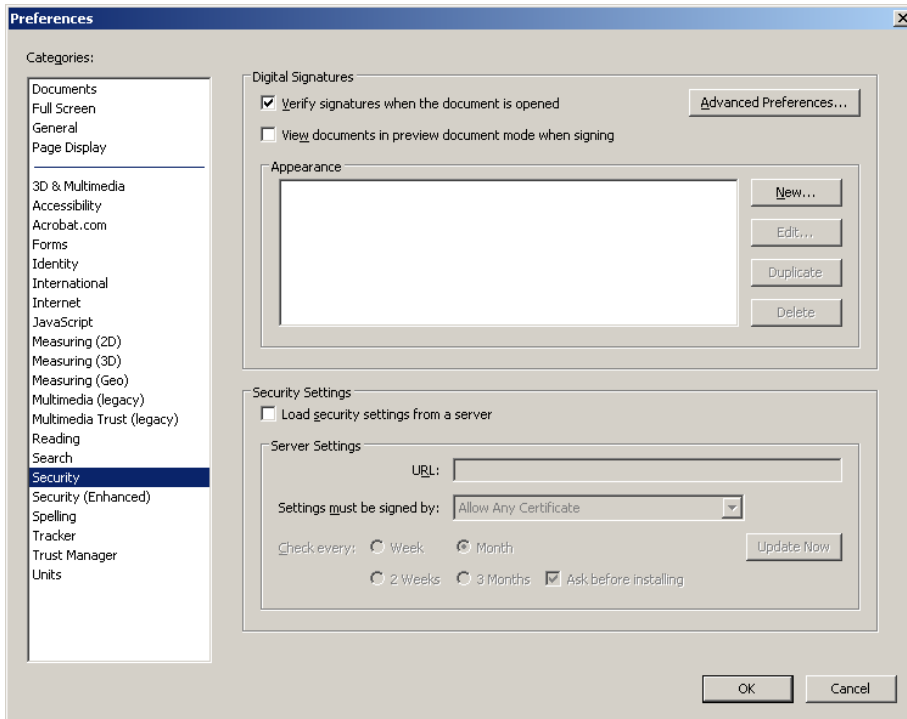 Preferences
Categories:
Documents
Full Screen
General
Page Display
3D & Multimedia
Accessibility
Acrobat.com
Forms
Identity
International
Internet
JavaScript
Measuring (2D)
Measuring (3D)
Measuring (Geo)
Multimedia (legacy)
Multimedia Trust (legacy)
Reading
Search
Security
Security (Enhanced)
Spelling
Tracker
Trust Manager
Units
Digital Signatures
Verify signatures when the document is opened
Advanced Preferences...
View documents in preview document mode when signing
Appearance
New...
Edit...
Duplicate
Delete
Security Settings
Load security settings from a server
Server Settings
URL:
Settings must be signed by: Allow Any Certificate
Check every: Week Month Update Now
2 Weeks 3 Months Ask before installing
OK Cancel